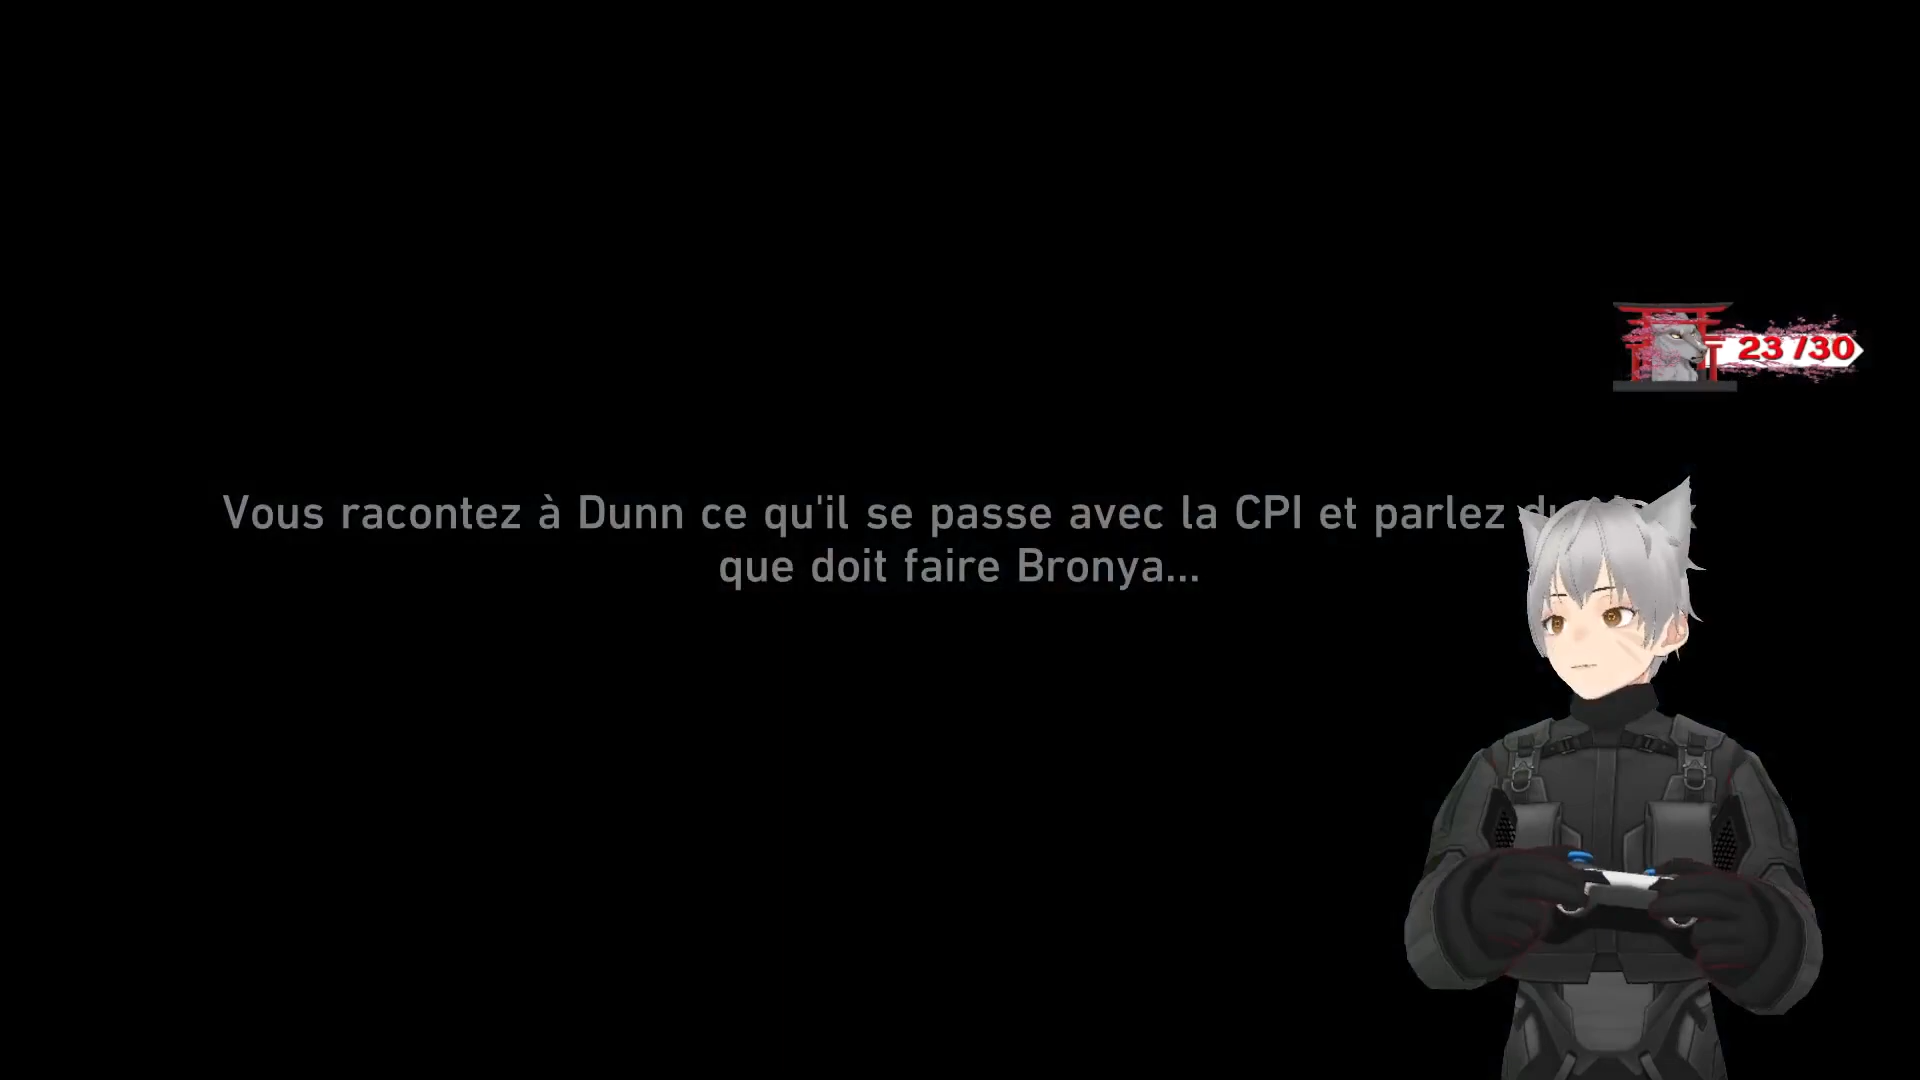 23 /30
Vous racontez à Dunn ce qu'il se passe avec la CPI et parlez
que doit faire Bronya...